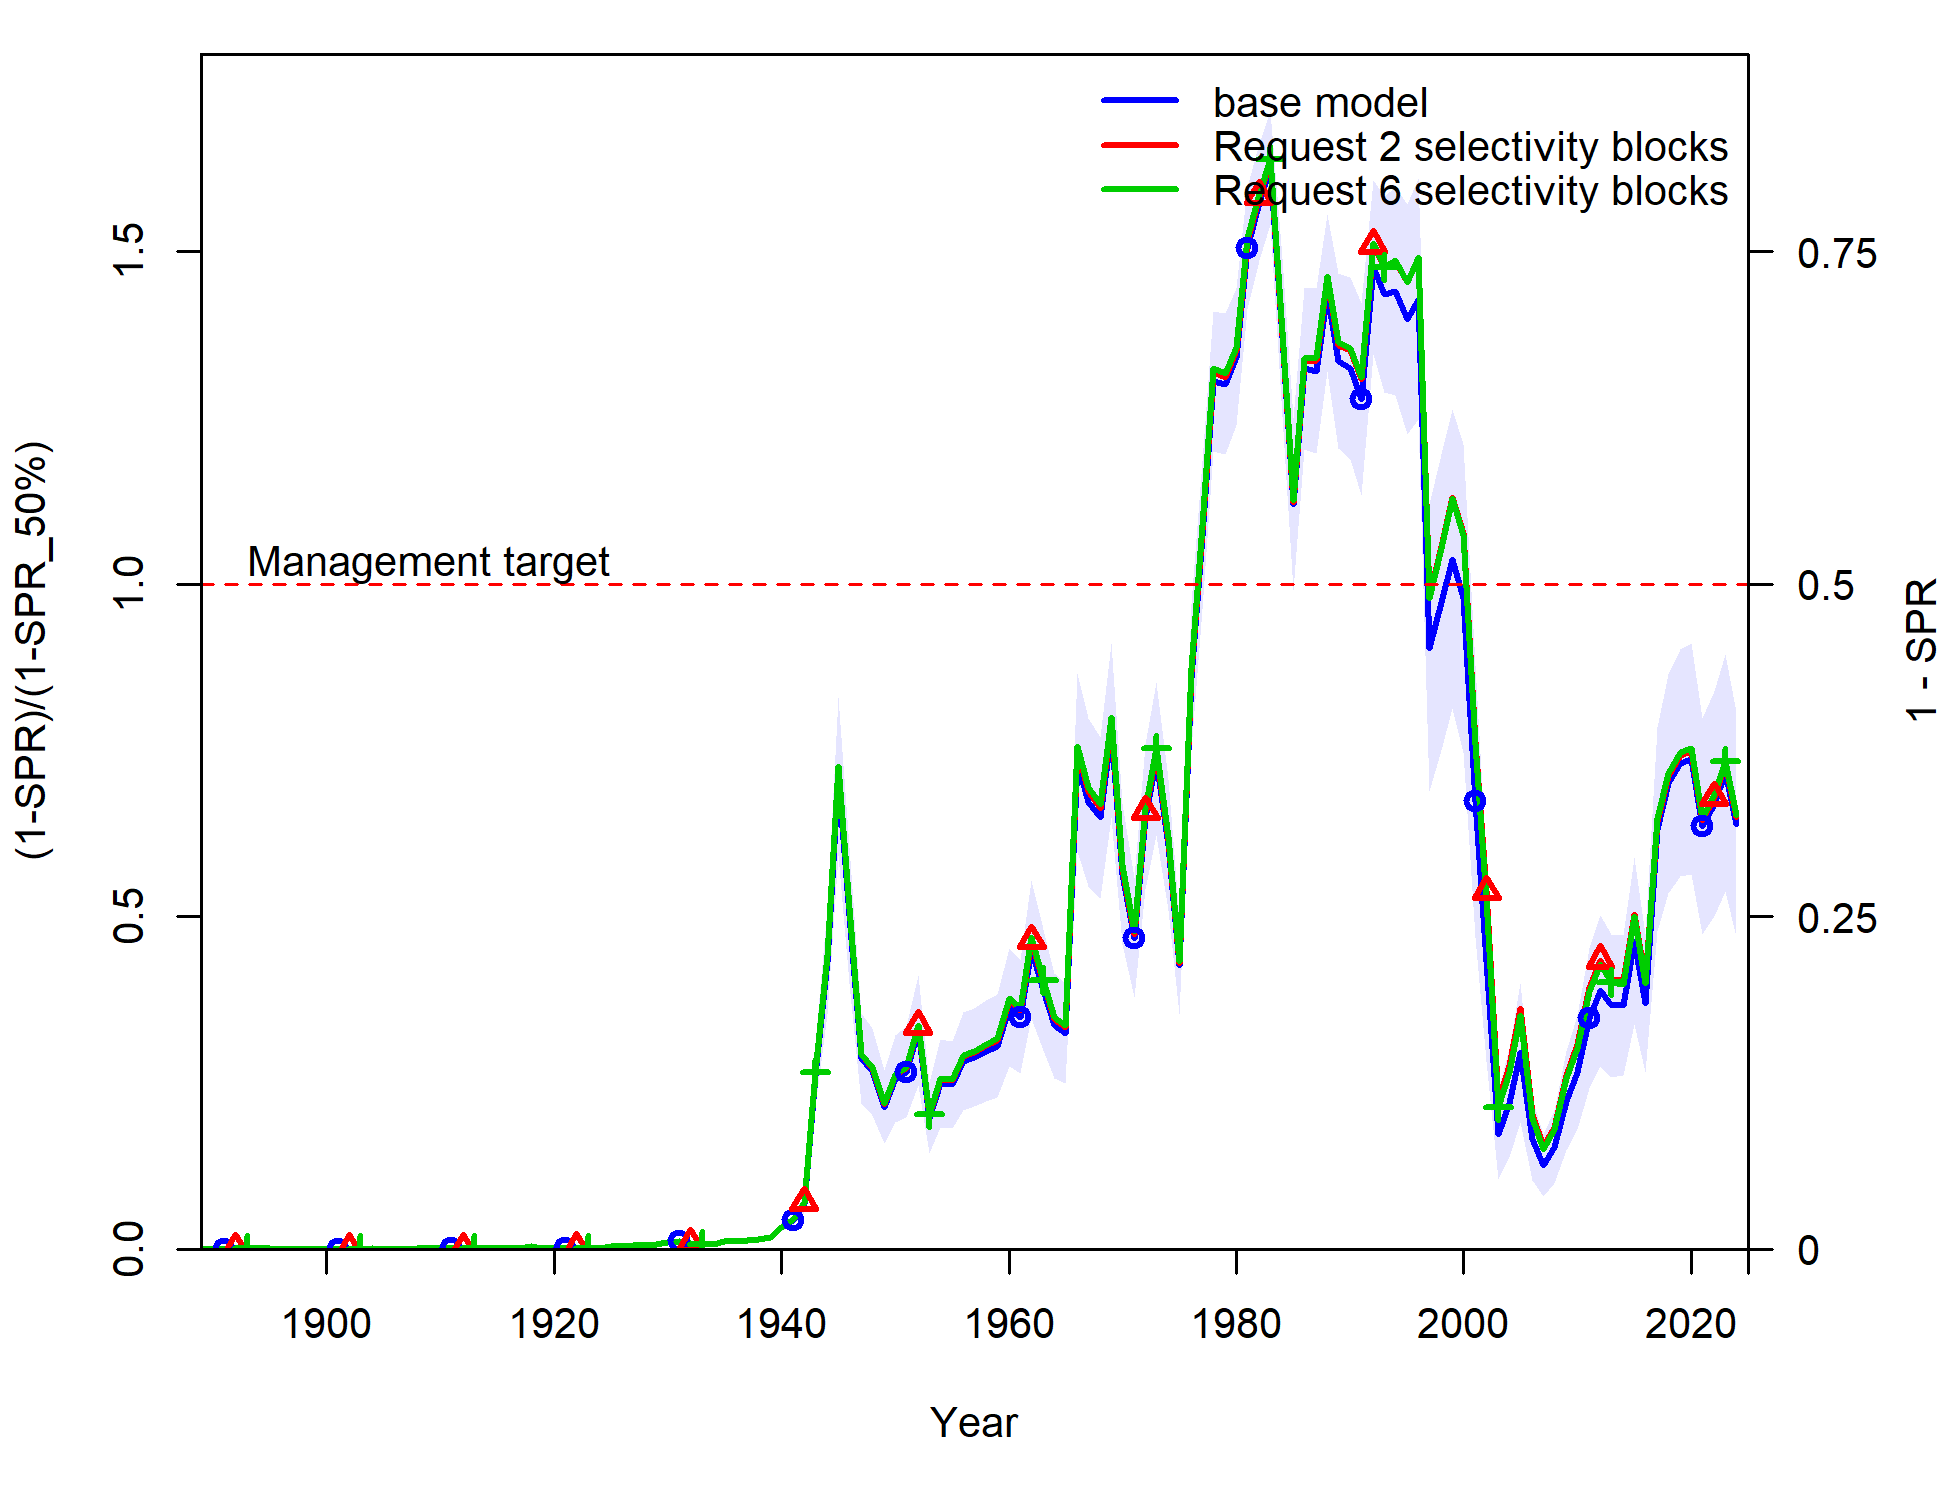 base model
Request 2 selectivity blocks
Request 6 selectivity blocks
Management target
(1-SPR)/(1-SPR_50%)
0.0
0.5
1.0
1.5
1 - SPR
0
0.25
0.5
0.75
1900
1920
1940
1960
1980
2000
2020
Year